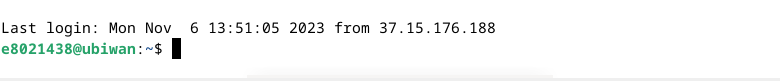 Last login: Mon Nov  6 13:51:05 2023 from 37.15.176.188
e8021438@ubiwan:~$